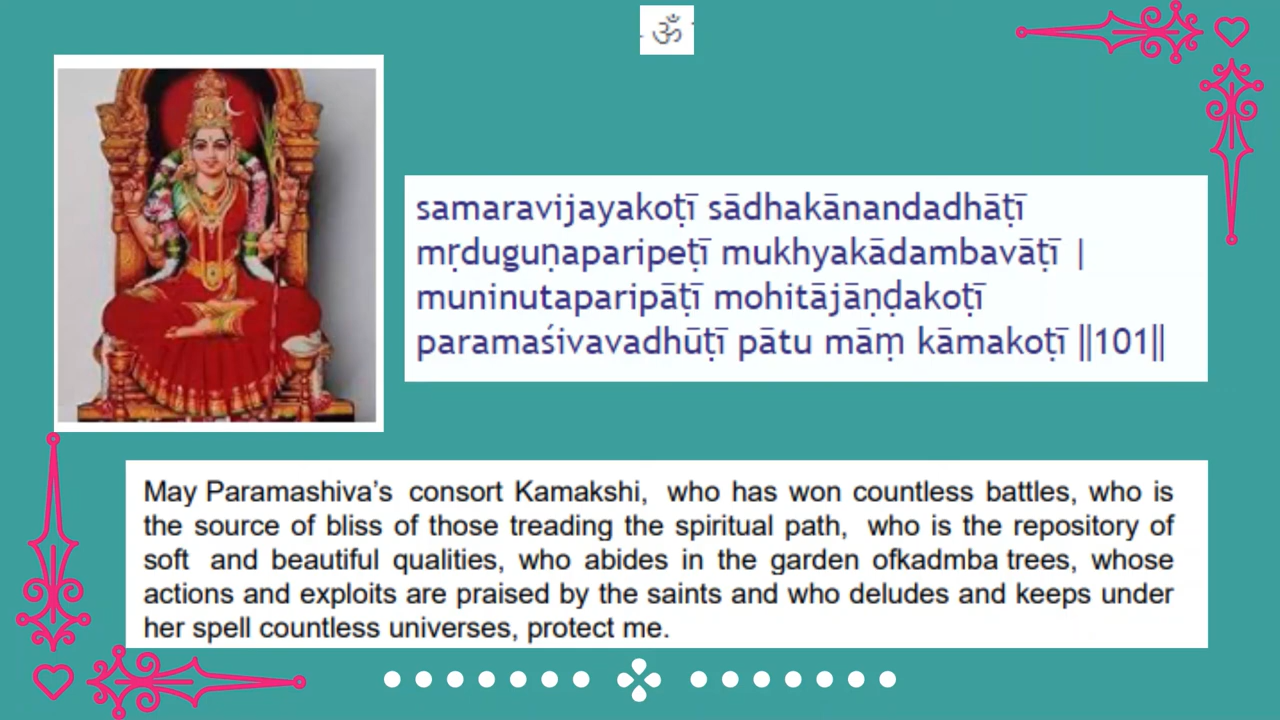 ॐ
samaravijayakoṭī sādhakānandadhāṭī
mṛduguṇaparipeṭī mukhyakādambavāṭī |
muninutaparipāṭī mohitājāṇḍakoṭī
paramaśivavadhūṭī pātu māṃ kāmakoṭī ||101||
May Paramashiva’s consort Kamakshi, who has won countless battles, who is
the source of bliss of those treading the spiritual path, who is the repository of
soft and beautiful qualities, who abides in the garden ofkadmba trees, whose
actions and exploits are praised by the saints and who deludes and keeps under
her spell countless universes, protect me.